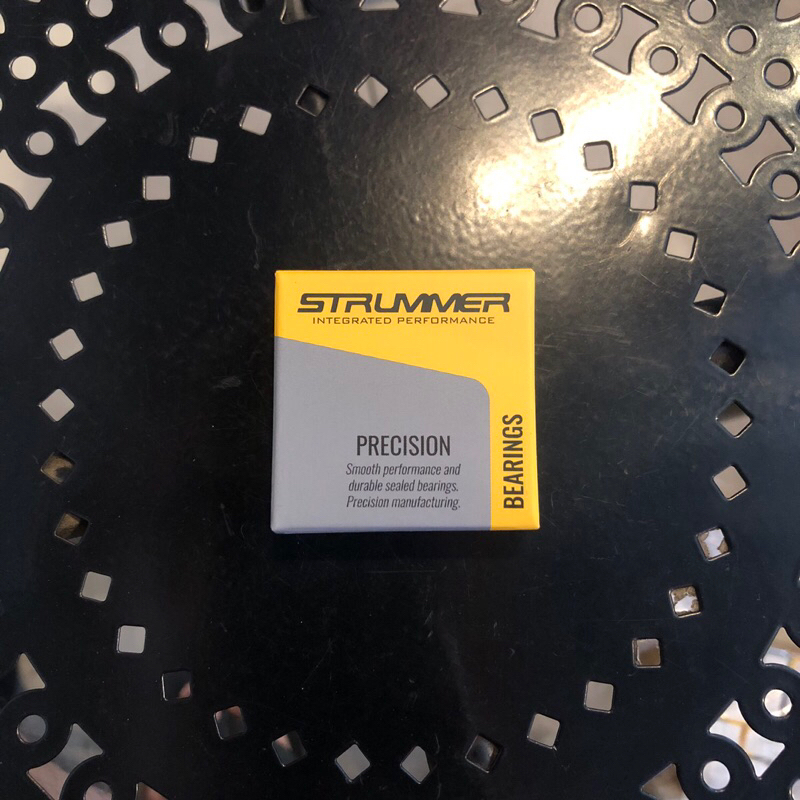 STRUMMER
INTEGRATED PERFORMANCE
PRECISION
Smooth performance and
durable sealed bearings.
Precision manufacturing.
BEARINGS